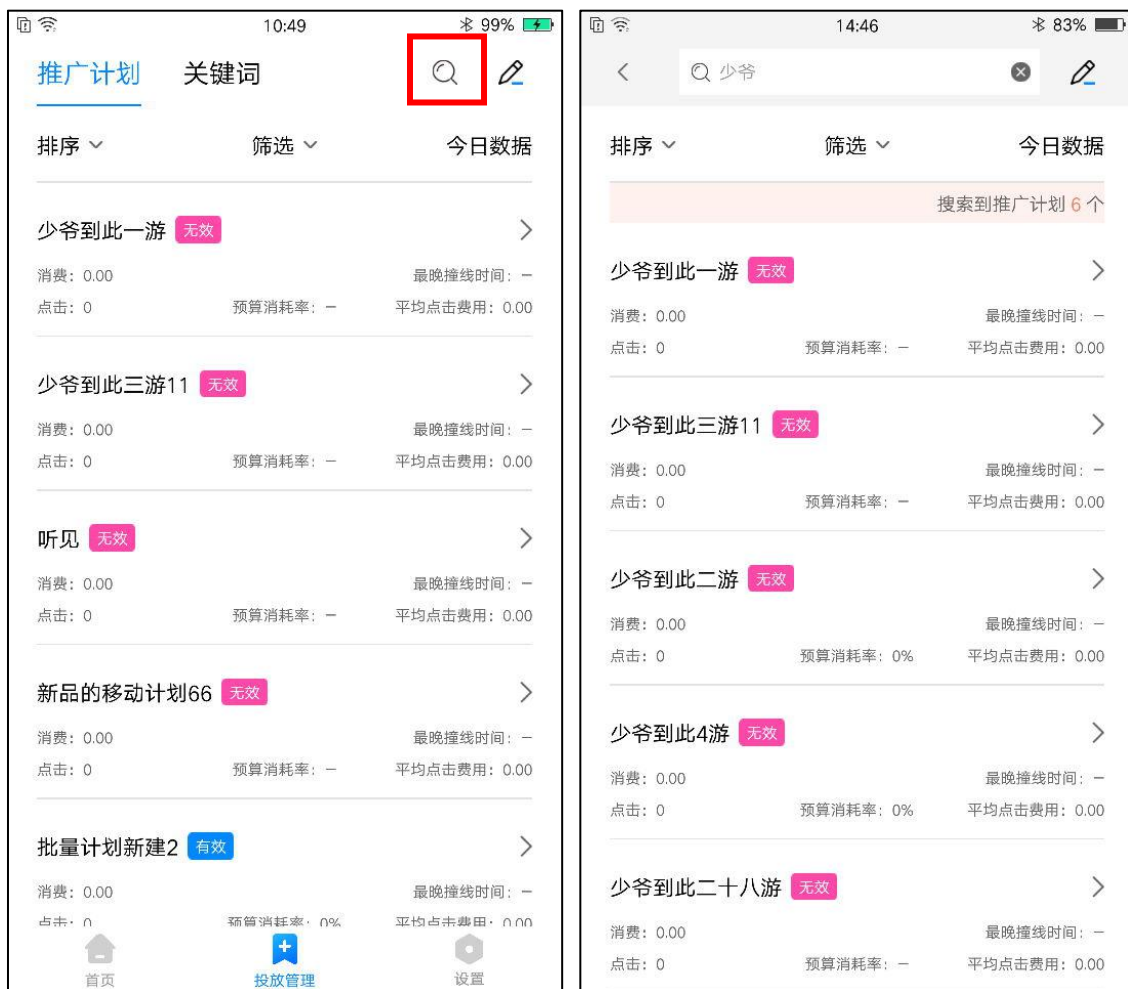 10:49
99%
推广计划 关键词
排序 筛选 今日数据
少爷到此一游 无效
消费：0.00 最晚撞线时间：—
点击：0 预算消耗率：— 平均点击费用：0.00
少爷到此三游11 无效
消费：0.00 最晚撞线时间：—
点击：0 预算消耗率：— 平均点击费用：0.00
听见 无效
消费：0.00 最晚撞线时间：—
点击：0 预算消耗率：— 平均点击费用：0.00
新品的移动计划66 无效
消费：0.00 最晚撞线时间：—
点击：0 预算消耗率：— 平均点击费用：0.00
批量计划新建2 有效
消费：0.00 最晚撞线时间：—
点击：0 预算消耗率：0% 平均点击费用：0.00
首页 投放管理 设置
14:46
83%
少爷
排序 筛选 今日数据
搜索到推广计划 6 个
少爷到此一游 无效
消费：0.00 最晚撞线时间：—
点击：0 预算消耗率：— 平均点击费用：0.00
少爷到此三游11 无效
消费：0.00 最晚撞线时间：—
点击：0 预算消耗率：— 平均点击费用：0.00
少爷到此二游 无效
消费：0.00 最晚撞线时间：—
点击：0 预算消耗率：0% 平均点击费用：0.00
少爷到此4游 无效
消费：0.00 最晚撞线时间：—
点击：0 预算消耗率：0% 平均点击费用：0.00
少爷到此二十八游 无效
消费：0.00 最晚撞线时间：—
点击：0 预算消耗率：— 平均点击费用：0.00